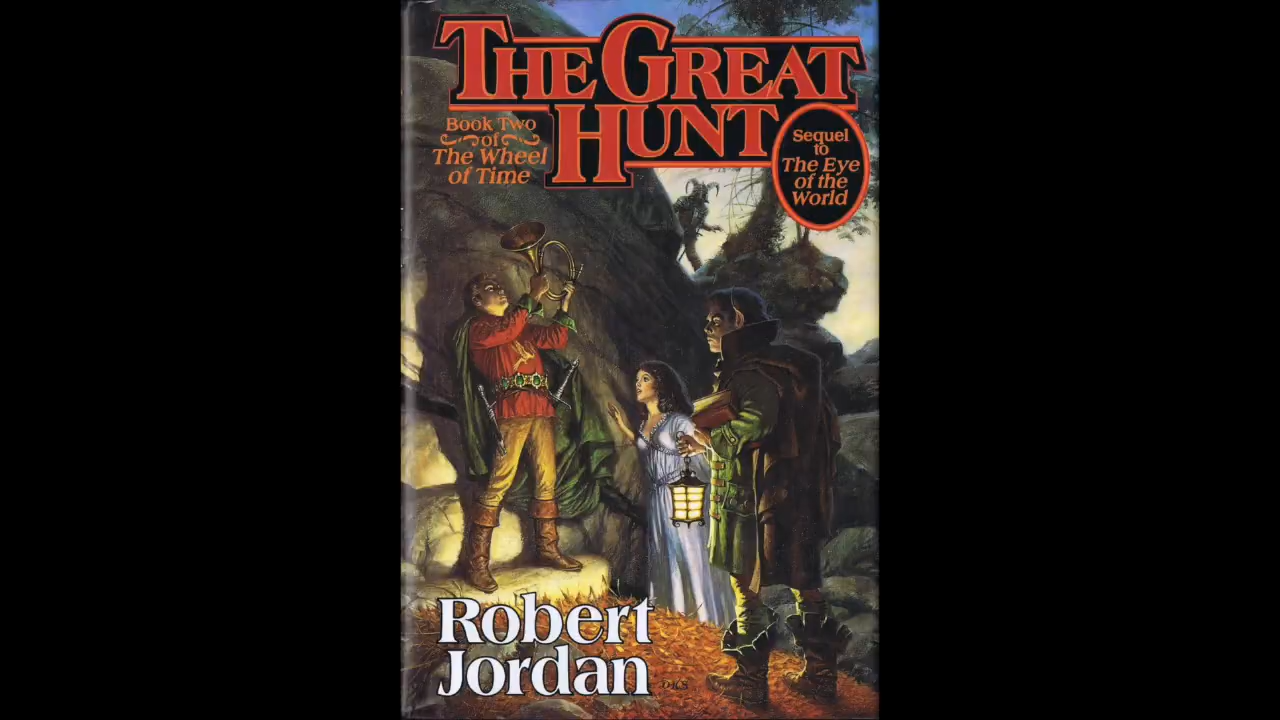 THE GREAT
HUNT
Book Two
of
The Wheel
of Time
Sequel
to
The Eye
of the
World
Robert
Jordan
DKS